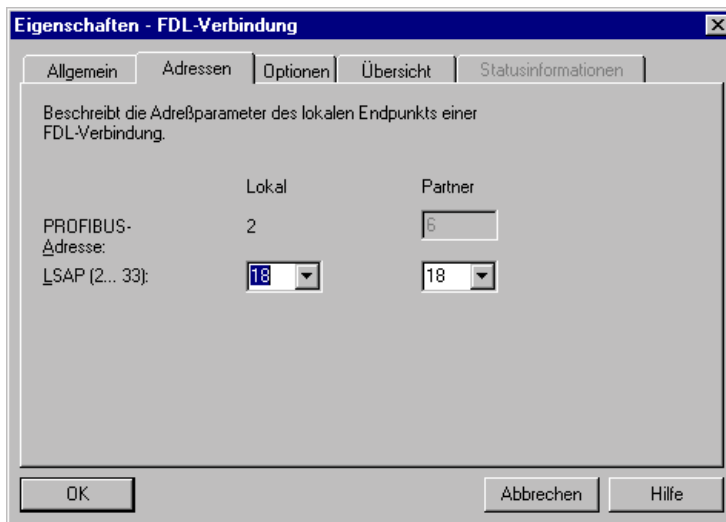 Eigenschaften - FDL-Verbindung
Allgemein Adressen Optionen Übersicht Statusinformationen
Beschreibt die Adreßparameter des lokalen Endpunkts einer
FDL-Verbindung.
Lokal Partner
PROFIBUS- 2 6
Adresse:
LSAP (2... 33): 18 18
OK Abbrechen Hilfe